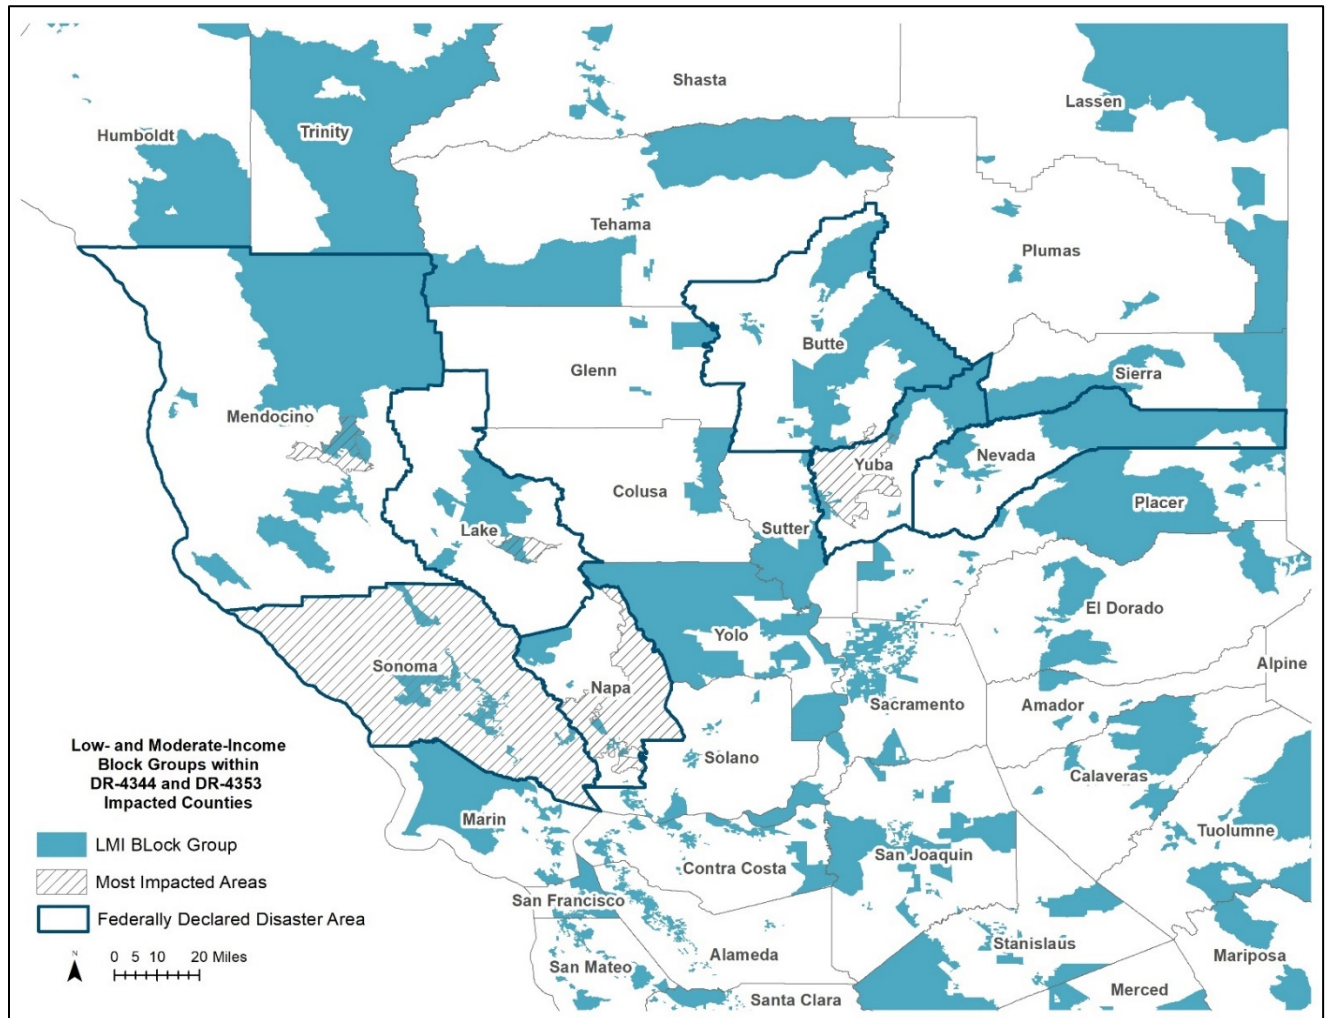 Shasta
Lassen
Humboldt
Trinity
Tehama
Plumas
Butte
Glenn
Sierra
Mendocino
Nevada
Yuba
Colusa
Placer
Sutter
Lake
El Dorado
Yolo
Sonoma
Alpine
Napa
Sacramento
Amador
Low- and Moderate-Income
Block Groups within
DR-4344 and DR-4353
Impacted Counties
Solano
Calaveras
Marin
Tuolumne
LMI BLock Group
San Joaquin
Contra Costa
Most Impacted Areas
San Francisco
Federally Declared Disaster Area
Stanislaus
Alameda
Mariposa
N
0 5 10 20 Miles
San Mateo
Merced
Santa Clara